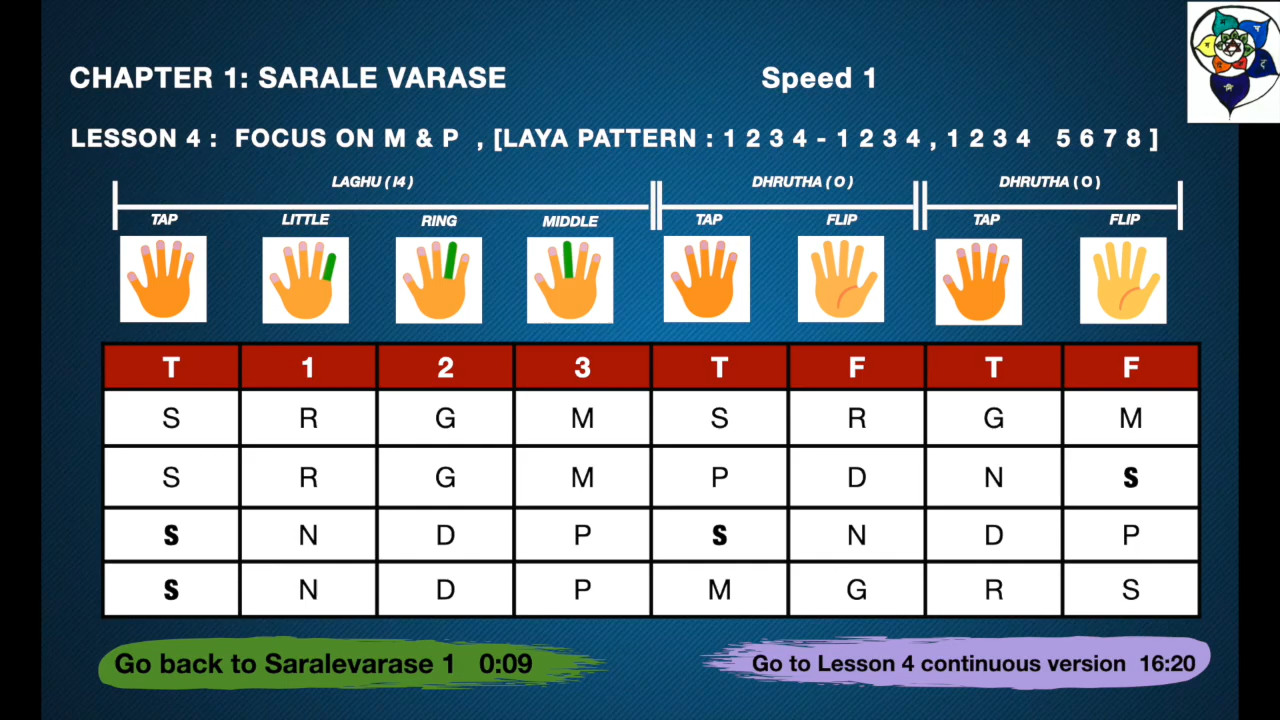 CHAPTER 1: SARALE VARASE Speed 1
LESSON 4 : FOCUS ON M & P , [LAYA PATTERN : 1 2 3 4 - 1 2 3 4 , 1 2 3 4 5 6 7 8 ]
LAGHU ( I4 ) DHRUTHA ( O ) DHRUTHA ( O )
TAP LITTLE RING MIDDLE TAP FLIP TAP FLIP
T 1 2 3 T F T F
S R G M S R G M
S R G M P D N S
S N D P S N D P
S N D P M G R S
Go back to Saralevarase 1 0:09 Go to Lesson 4 continuous version 16:20